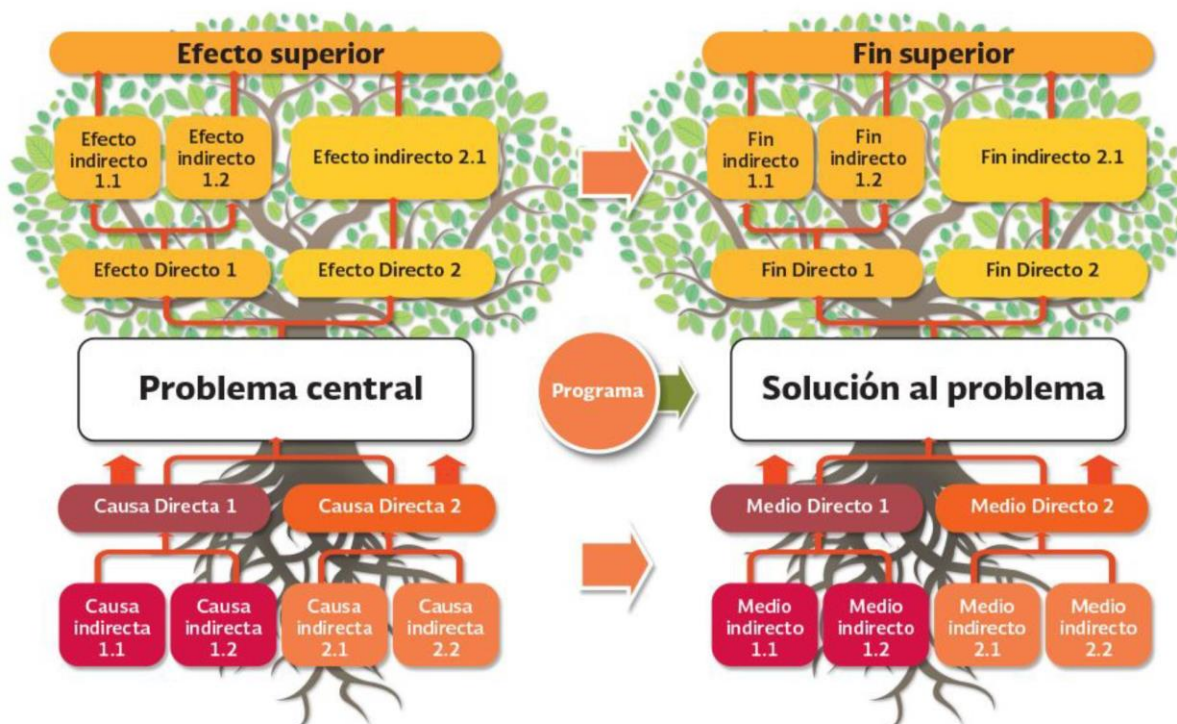 Efecto superior
Efecto
indirecto
1.1
Efecto
indirecto
1.2
Efecto indirecto 2.1
Efecto Directo 1
Efecto Directo 2
Problema central
Causa Directa 1
Causa Directa 2
Causa
indirecta
1.1
Causa
indirecta
1.2
Causa
indirecta
2.1
Causa
indirecta
2.2
Programa
Fin superior
Fin
indirecto
1.1
Fin
indirecto
1.2
Fin indirecto 2.1
Fin Directo 1
Fin Directo 2
Solución al problema
Medio Directo 1
Medio Directo 2
Medio
indirecto
1.1
Medio
indirecto
1.2
Medio
indirecto
2.1
Medio
indirecto
2.2